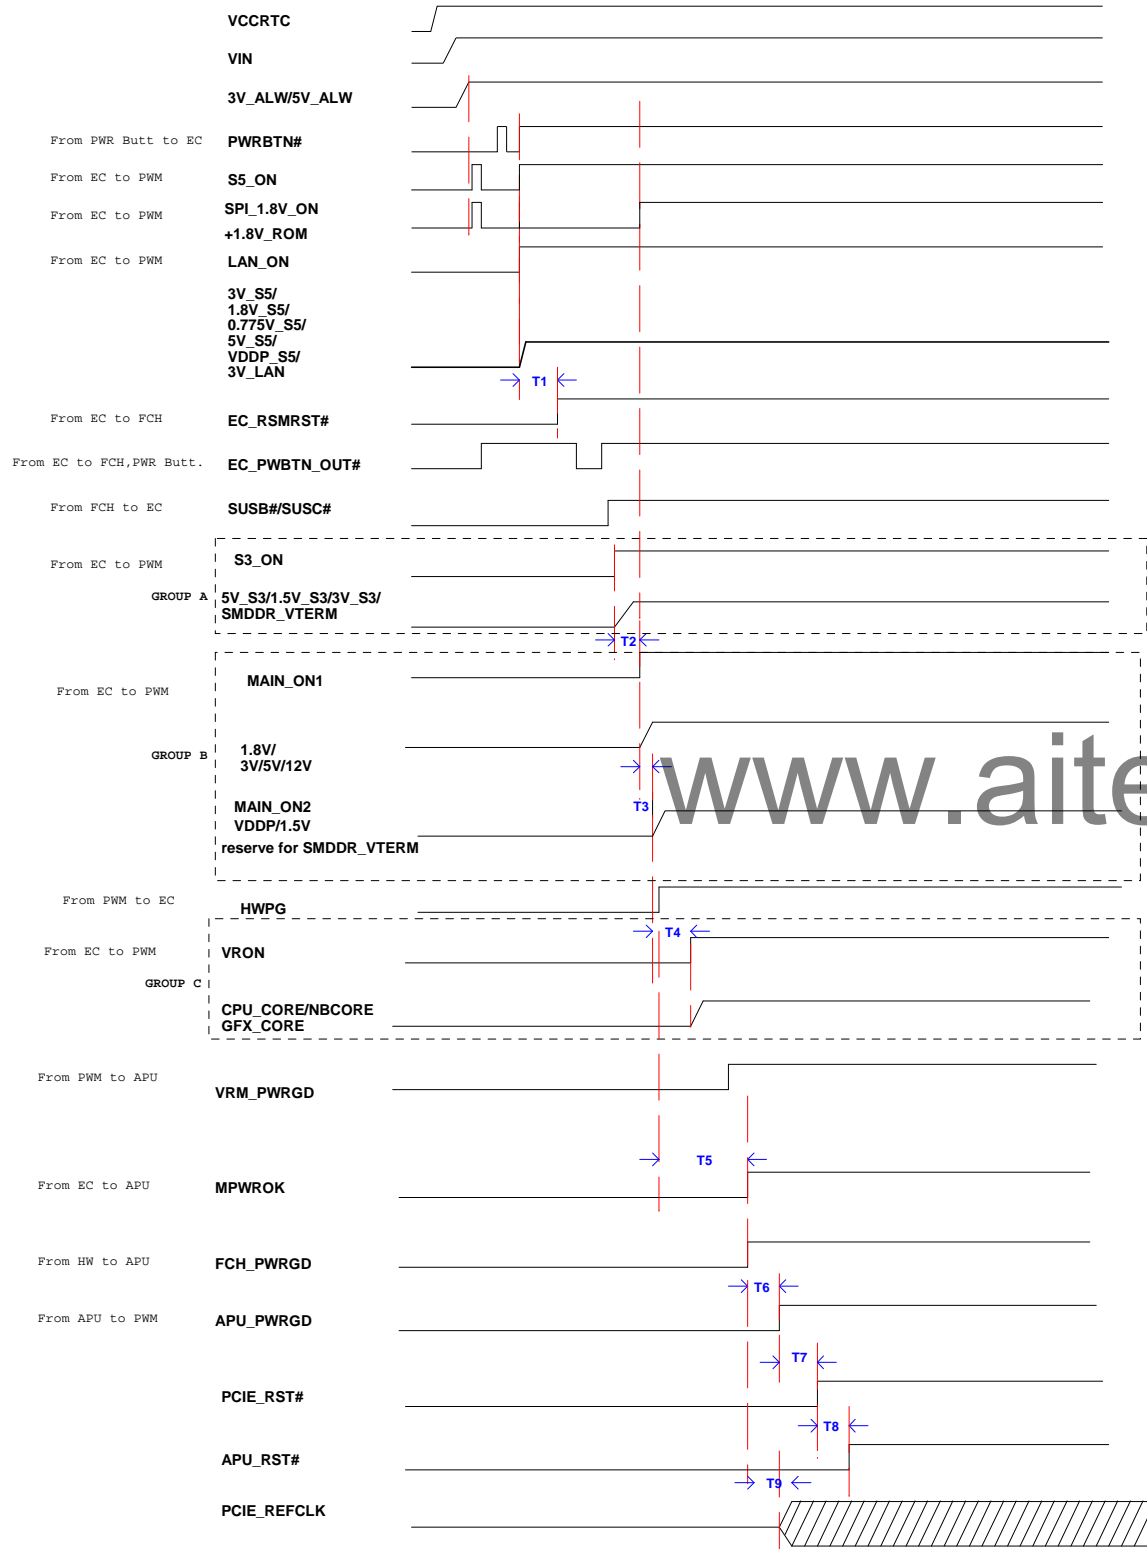 VCCRTC
VIN
3V_ALW/5V_ALW
From PWR Butt to EC PWRBTN#
From EC to PWM S5_ON
From EC to PWM SPI_1.8V_ON
+1.8V_ROM
From EC to PWM LAN_ON
3V_S5/
1.8V_S5/
0.775V_S5/
5V_S5/
VDDP_S5/
3V_LAN
T1
From EC to FCH EC_RSMRST#
From EC to FCH,PWR Butt. EC_PWBTN_OUT#
From FCH to EC SUSB#/SUSC#
From EC to PWM S3_ON
GROUP A 5V_S3/1.5V_S3/3V_S3/
SMDDR_VTERM
T2
From EC to PWM MAIN_ON1
GROUP B 1.8V/
3V/5V/12V
www.aite
T3
MAIN_ON2
VDDP/1.5V
reserve for SMDDR_VTERM
From PWM to EC HWPG
T4
From EC to PWM VRON
GROUP C
CPU_CORE/NBCORE
GFX_CORE
From PWM to APU VRM_PWRGD
T5
From EC to APU MPWROK
From HW to APU FCH_PWRGD
T6
From APU to PWM APU_PWRGD
T7
PCIE_RST#
T8
APU_RST#
T9
PCIE_REFCLK